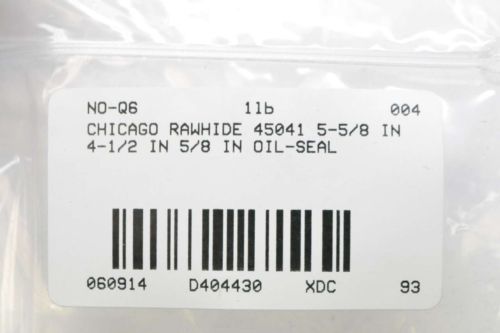 NO-Q6 1lb 004
CHICAGO RAWHIDE 45041 5-5/8 IN
4-1/2 IN 5/8 IN OIL-SEAL
060914 D404430 XDC 93